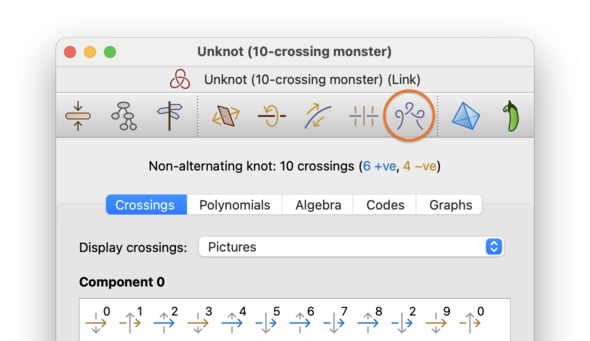 Unknot (10-crossing monster)
Unknot (10-crossing monster) (Link)
Non-alternating knot: 10 crossings (6 +ve, 4 −ve)
Crossings Polynomials Algebra Codes Graphs
Display crossings: Pictures
Component 0
0 1 2 3 4 5 6 7 8 2 9 0